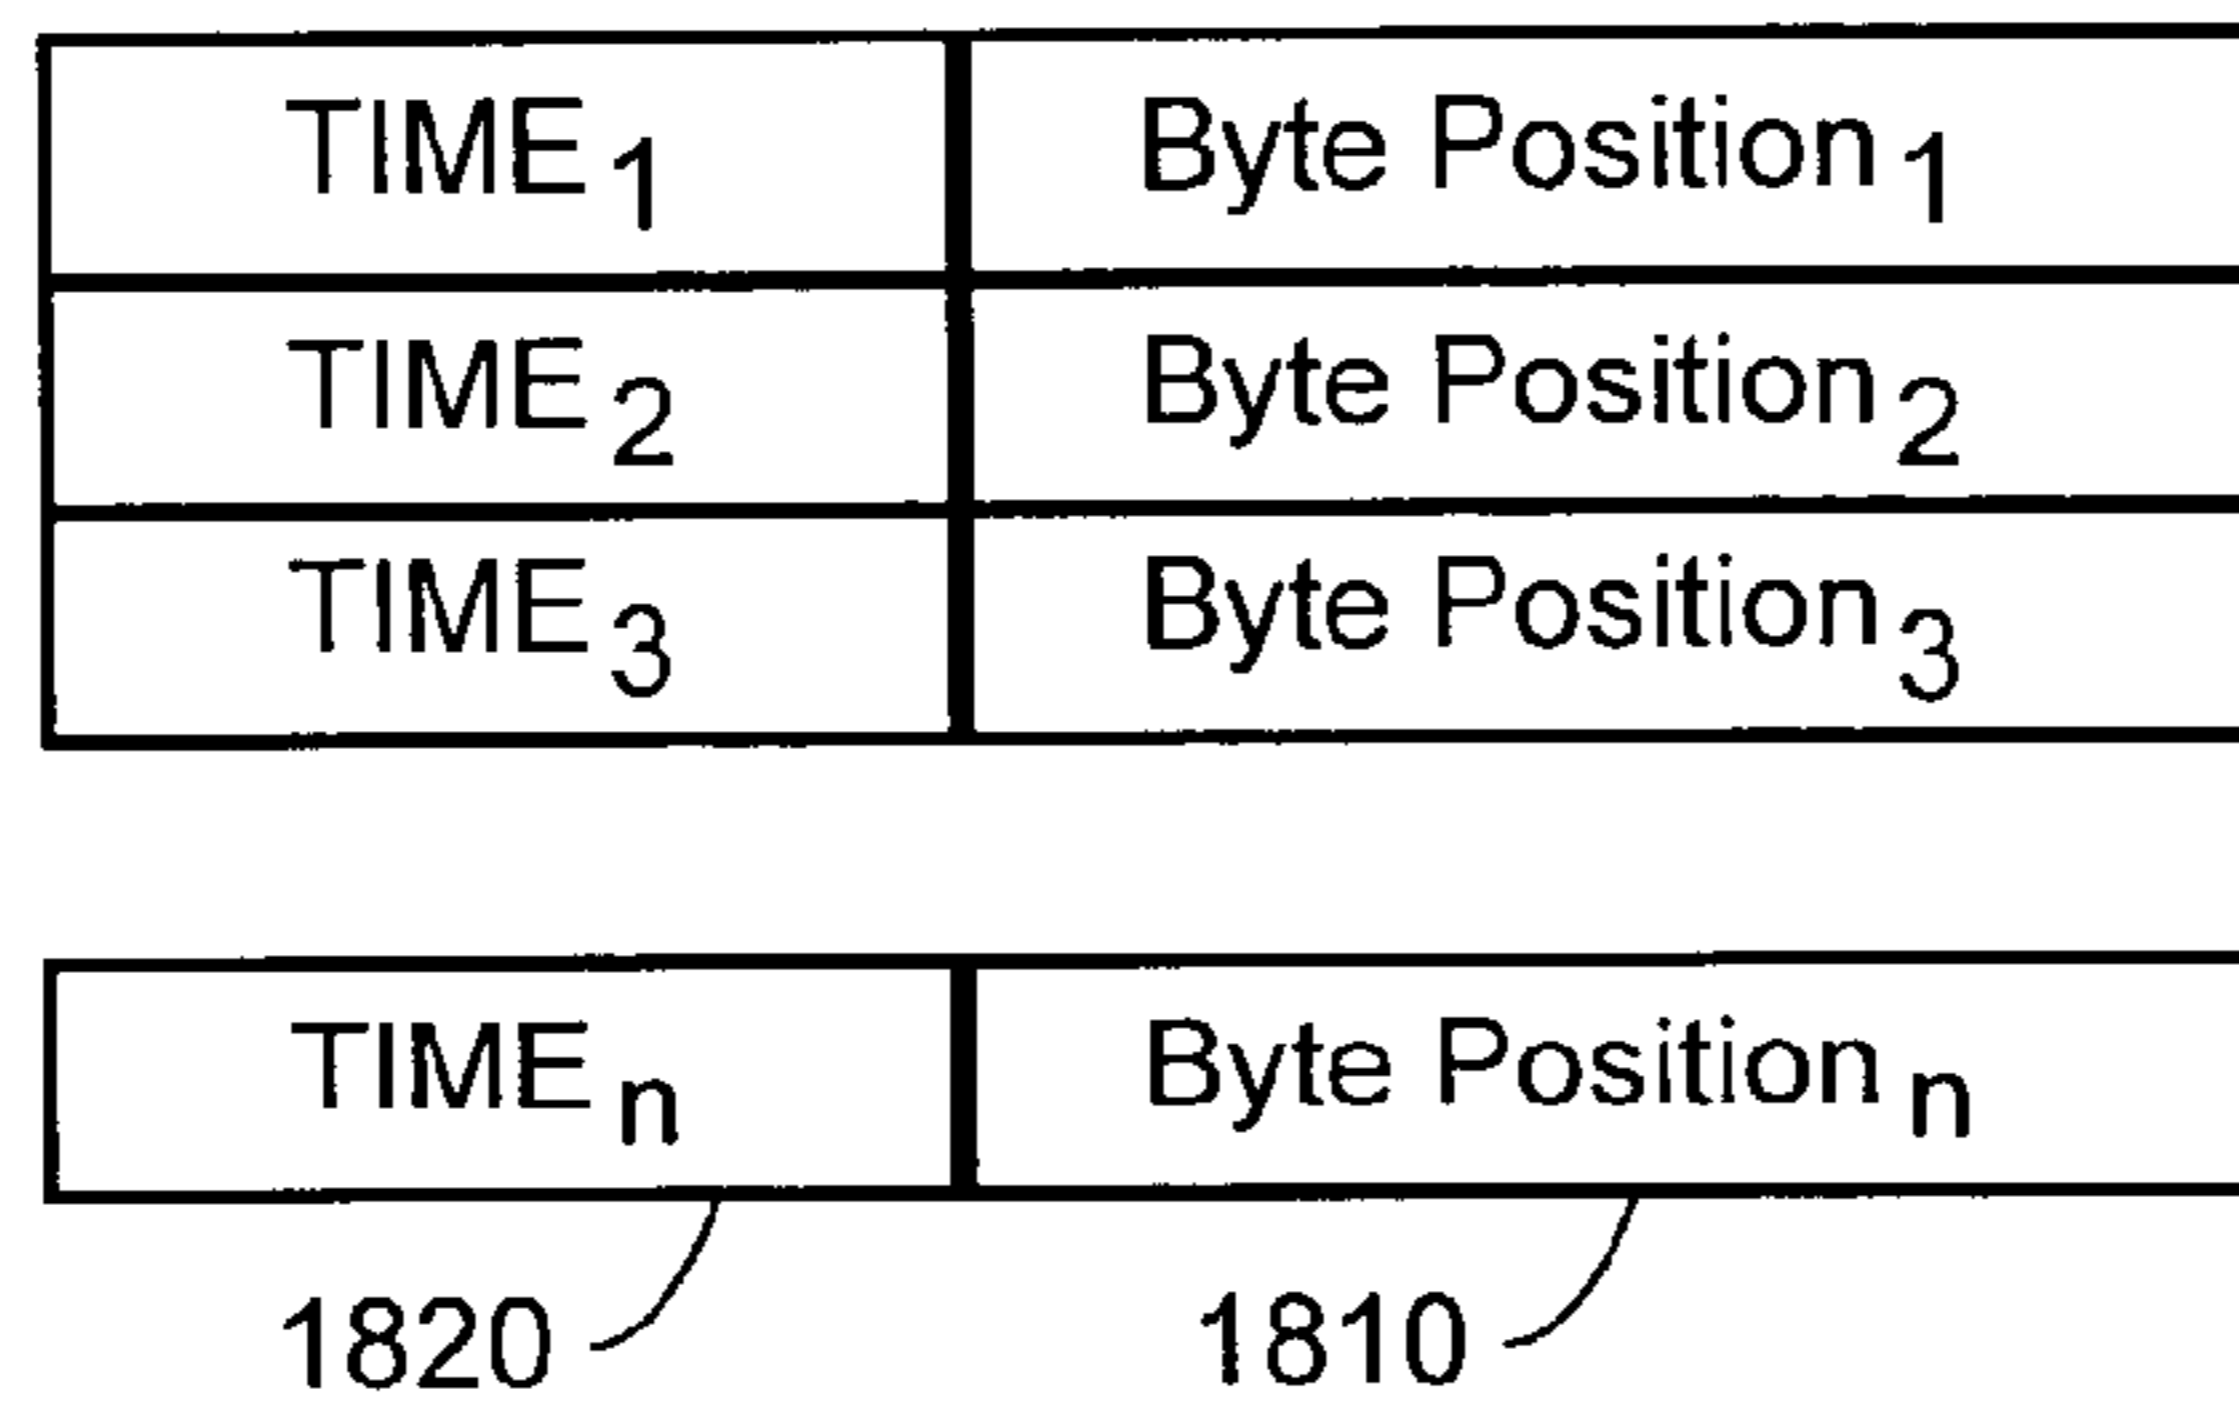 TIME1 Byte Position1
TIME2 Byte Position2
TIME3 Byte Position3
TIMEn Byte Positionn
1820 1810